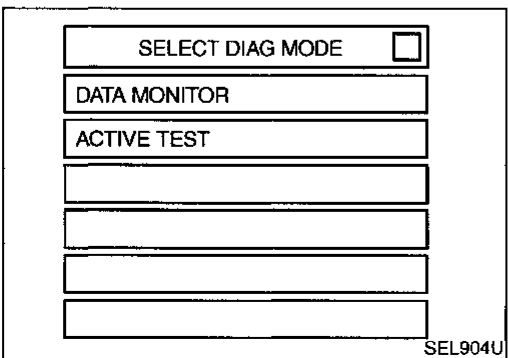 SELECT DIAG MODE
DATA MONITOR
ACTIVE TEST
SEL904U